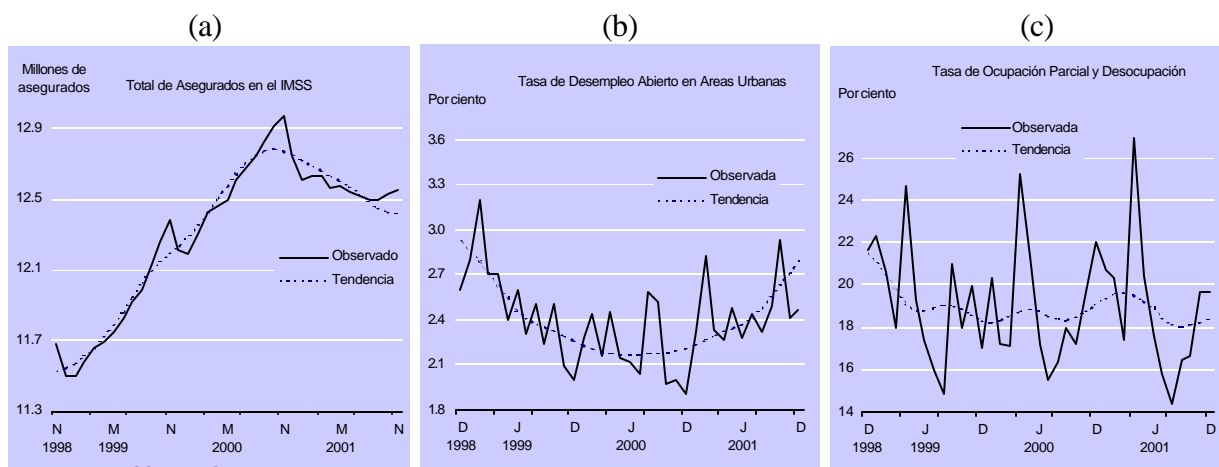 (a)
Millones de
asegurados
Total de Asegurados en el IMSS
12.9
12.5
12.1
11.7
11.3
Observado
Tendencia
N M N M N M N
1998 1999 2000 2001
(b)
Tasa de Desempleo Abierto en Areas Urbanas
Por ciento
3.6
3.3
3.0
2.7
2.4
2.1
1.8
Observada
Tendencia
D J D J D J D
1998 1999 2000 2001
(c)
Tasa de Ocupación Parcial y Desocupación
Por ciento
26
24
22
20
18
16
14
Observada
Tendencia
D J D J D J D
1998 1999 2000 2001